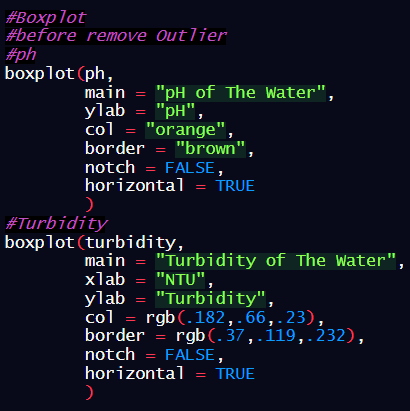 #Boxplot
#before remove Outlier
#ph
boxplot(ph,
        main = "pH of The Water",
        ylab = "pH",
        col = "orange",
        border = "brown",
        notch = FALSE,
        horizontal = TRUE
        )
#Turbidity
boxplot(turbidity,
        main = "Turbidity of The Water",
        xlab = "NTU",
        ylab = "Turbidity",
        col = rgb(.182,.66,.23),
        border = rgb(.37,.119,.232),
        notch = FALSE,
        horizontal = TRUE
        )